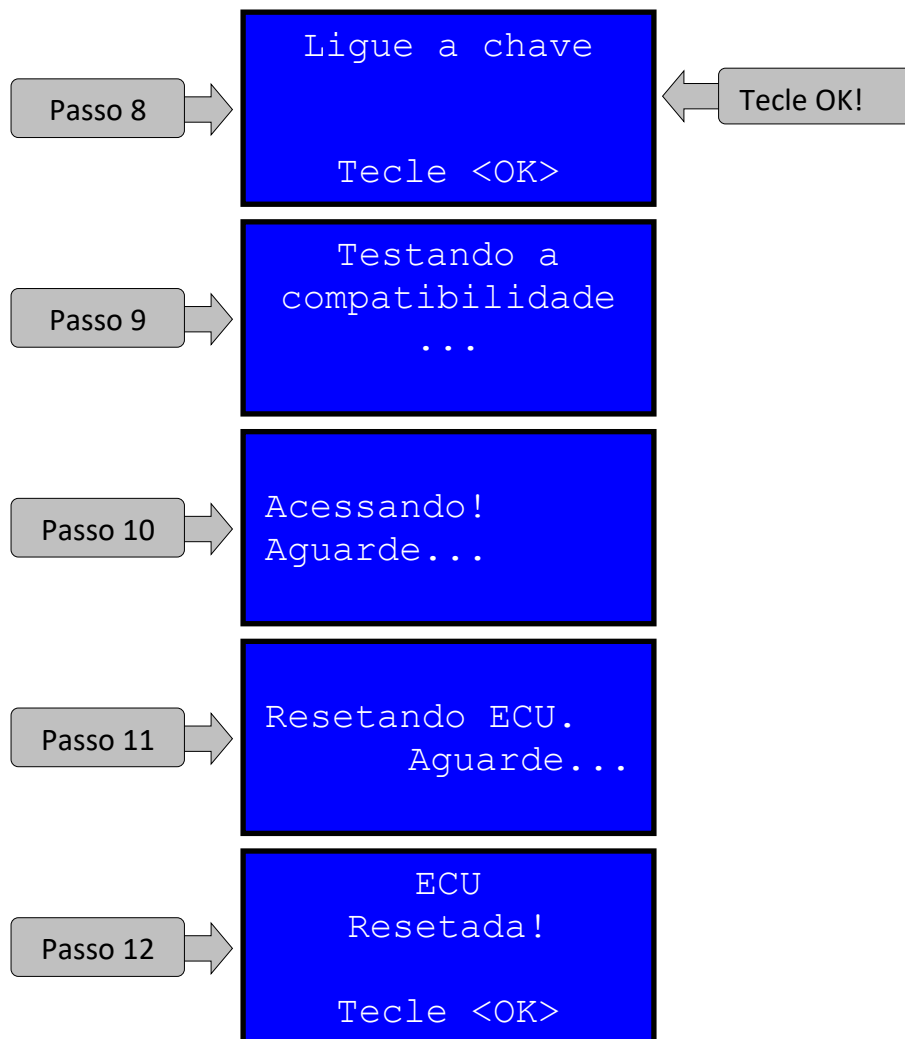 Passo 8
Ligue a chave
Tecle <OK>
Tecle OK!
Passo 9
Testando a
compatibilidade
...
Passo 10
Acessando!
Aguarde...
Passo 11
Resetando ECU.
Aguarde...
Passo 12
ECU
Resetada!
Tecle <OK>